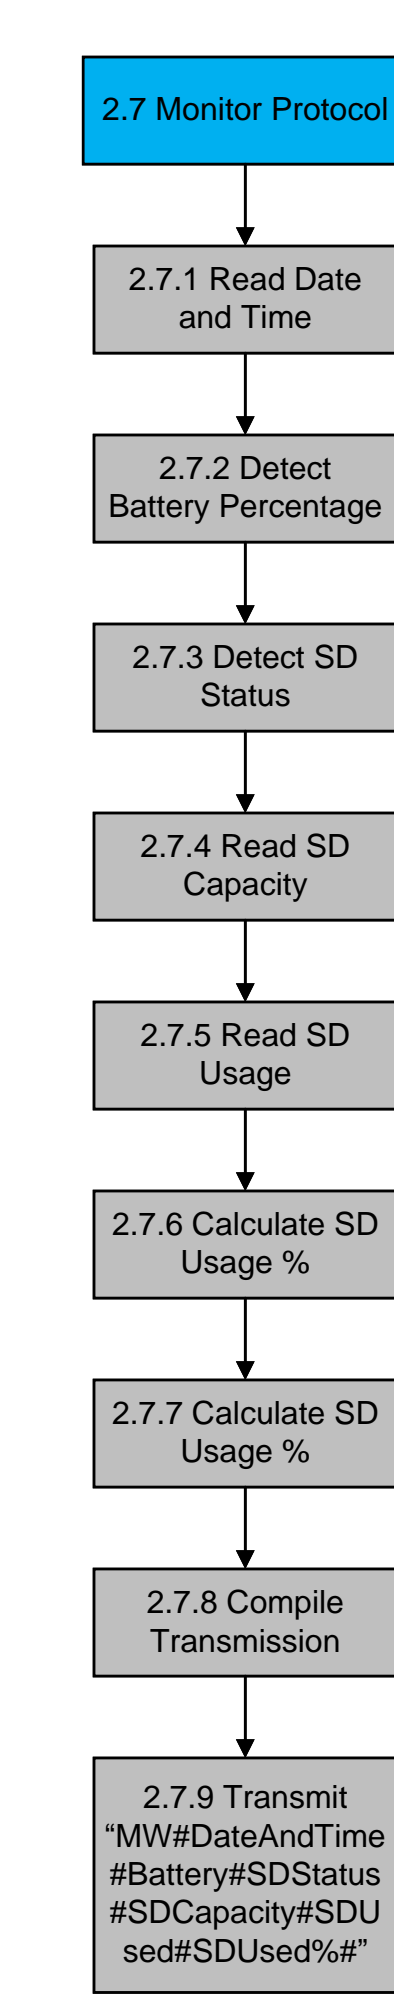 2.7 Monitor Protocol
2.7.1 Read Date
and Time
2.7.2 Detect
Battery Percentage
2.7.3 Detect SD
Status
2.7.4 Read SD
Capacity
2.7.5 Read SD
Usage
2.7.6 Calculate SD
Usage %
2.7.7 Calculate SD
Usage %
2.7.8 Compile
Transmission
2.7.9 Transmit
“MW#DateAndTime
#Battery#SDStatus
#SDCapacity#SDU
sed#SDUsed%#”